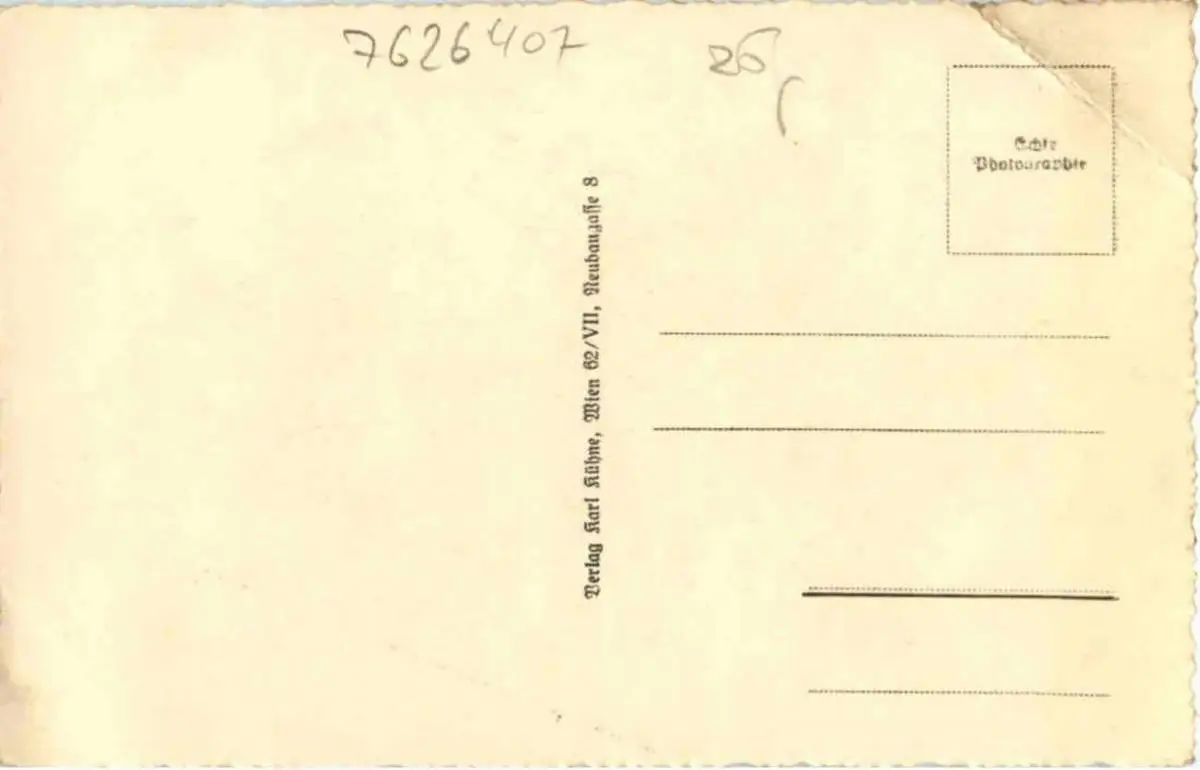 7626407
26
Echte
Photographie
Verlag Karl Kühne, Wien 62/VII, Neubaugasse 8